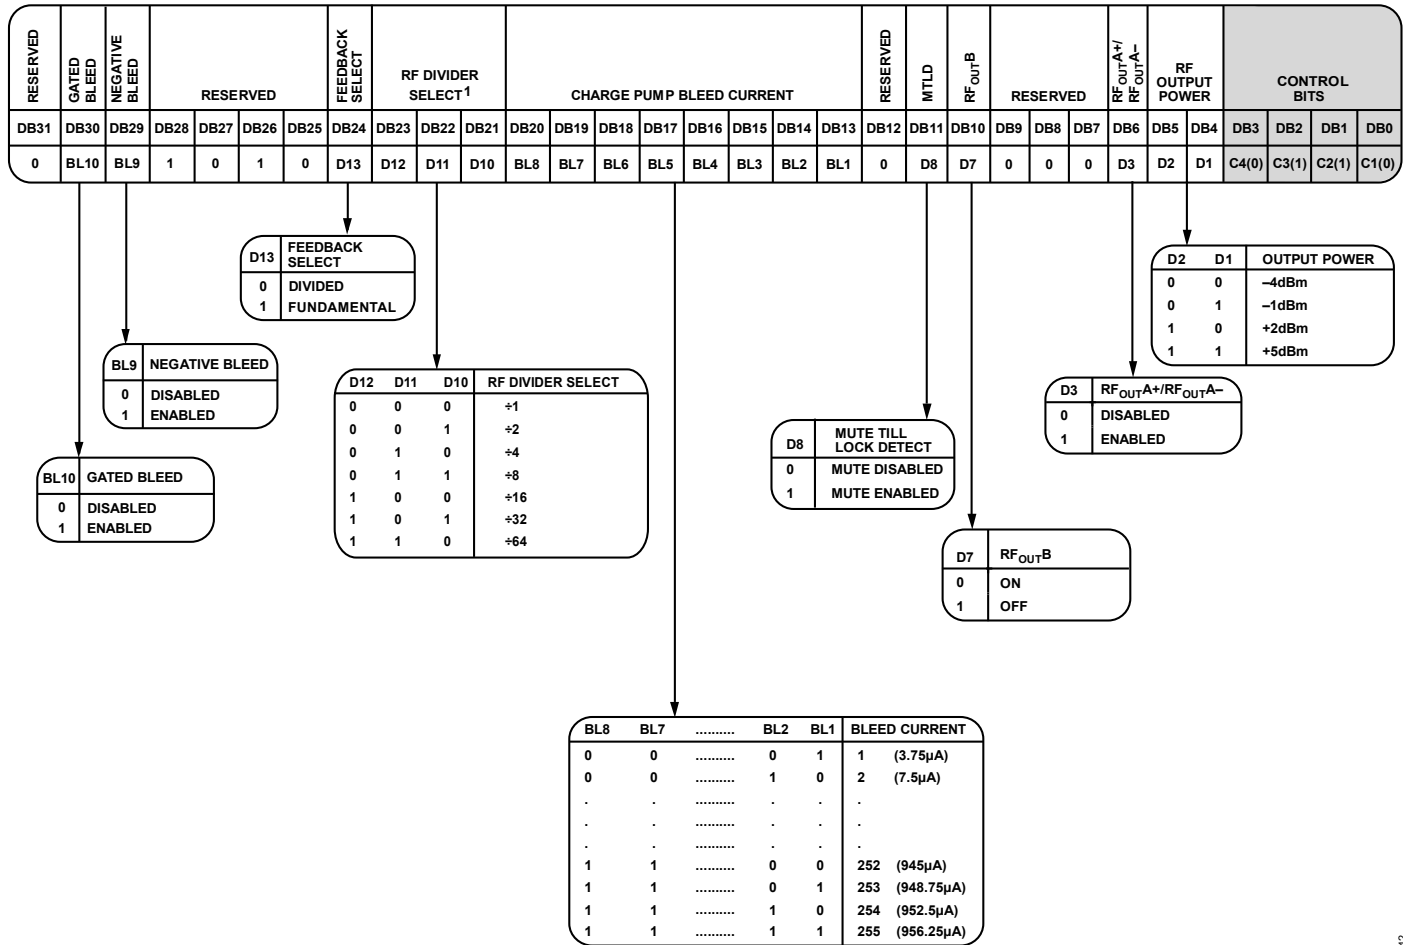 RESERVED
GATED BLEED
NEGATIVE BLEED
RESERVED
FEEDBACK SELECT
RF DIVIDER SELECT1
CHARGE PUMP BLEED CURRENT
RESERVED
MTLD
RFOUTB
RESERVED
RFOUTA+/ RFOUTA–
RF OUTPUT POWER
CONTROL BITS
DB31 DB30 DB29 DB28 DB27 DB26 DB25 DB24 DB23 DB22 DB21 DB20 DB19 DB18 DB17 DB16 DB15 DB14 DB13 DB12 DB11 DB10 DB9 DB8 DB7 DB6 DB5 DB4 DB3 DB2 DB1 DB0
0 BL10 BL9 1 0 1 0 D13 D12 D11 D10 BL8 BL7 BL6 BL5 BL4 BL3 BL2 BL1 0 D8 D7 0 0 0 D3 D2 D1 C4(0) C3(1) C2(1) C1(0)
D13 FEEDBACK SELECT
0 DIVIDED
1 FUNDAMENTAL
D2 D1 OUTPUT POWER
0 0 –4dBm
0 1 –1dBm
1 0 +2dBm
1 1 +5dBm
BL9 NEGATIVE BLEED
0 DISABLED
1 ENABLED
D12 D11 D10 RF DIVIDER SELECT
0 0 0 ÷1
0 0 1 ÷2
0 1 0 ÷4
0 1 1 ÷8
1 0 0 ÷16
1 0 1 ÷32
1 1 0 ÷64
D3 RFOUTA+/RFOUTA–
0 DISABLED
1 ENABLED
D8 MUTE TILL LOCK DETECT
0 MUTE DISABLED
1 MUTE ENABLED
BL10 GATED BLEED
0 DISABLED
1 ENABLED
D7 RFOUTB
0 ON
1 OFF
BL8 BL7 .......... BL2 BL1 BLEED CURRENT
0 0 .......... 0 1 1 (3.75µA)
0 0 .......... 1 0 2 (7.5µA)
. . .......... . . .
. . .......... . . .
. . .......... . . .
1 1 .......... 0 0 252 (945µA)
1 1 .......... 0 1 253 (948.75µA)
1 1 .......... 1 0 254 (952.5µA)
1 1 .......... 1 1 255 (956.25µA)